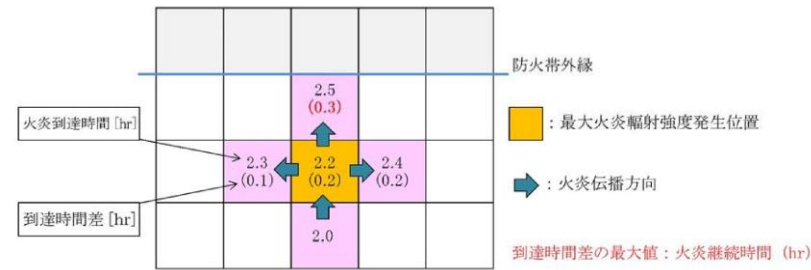 防火帯外縁
2.5
(0.3)
火炎到達時間[hr]
:最大火炎輻射強度発生位置
2.3
(0.1)
2.2
(0.2)
2.4
(0.2)
:火炎伝播方向
到達時間差[hr]
2.0
到達時間差の最大値:火炎継続時間 (hr)